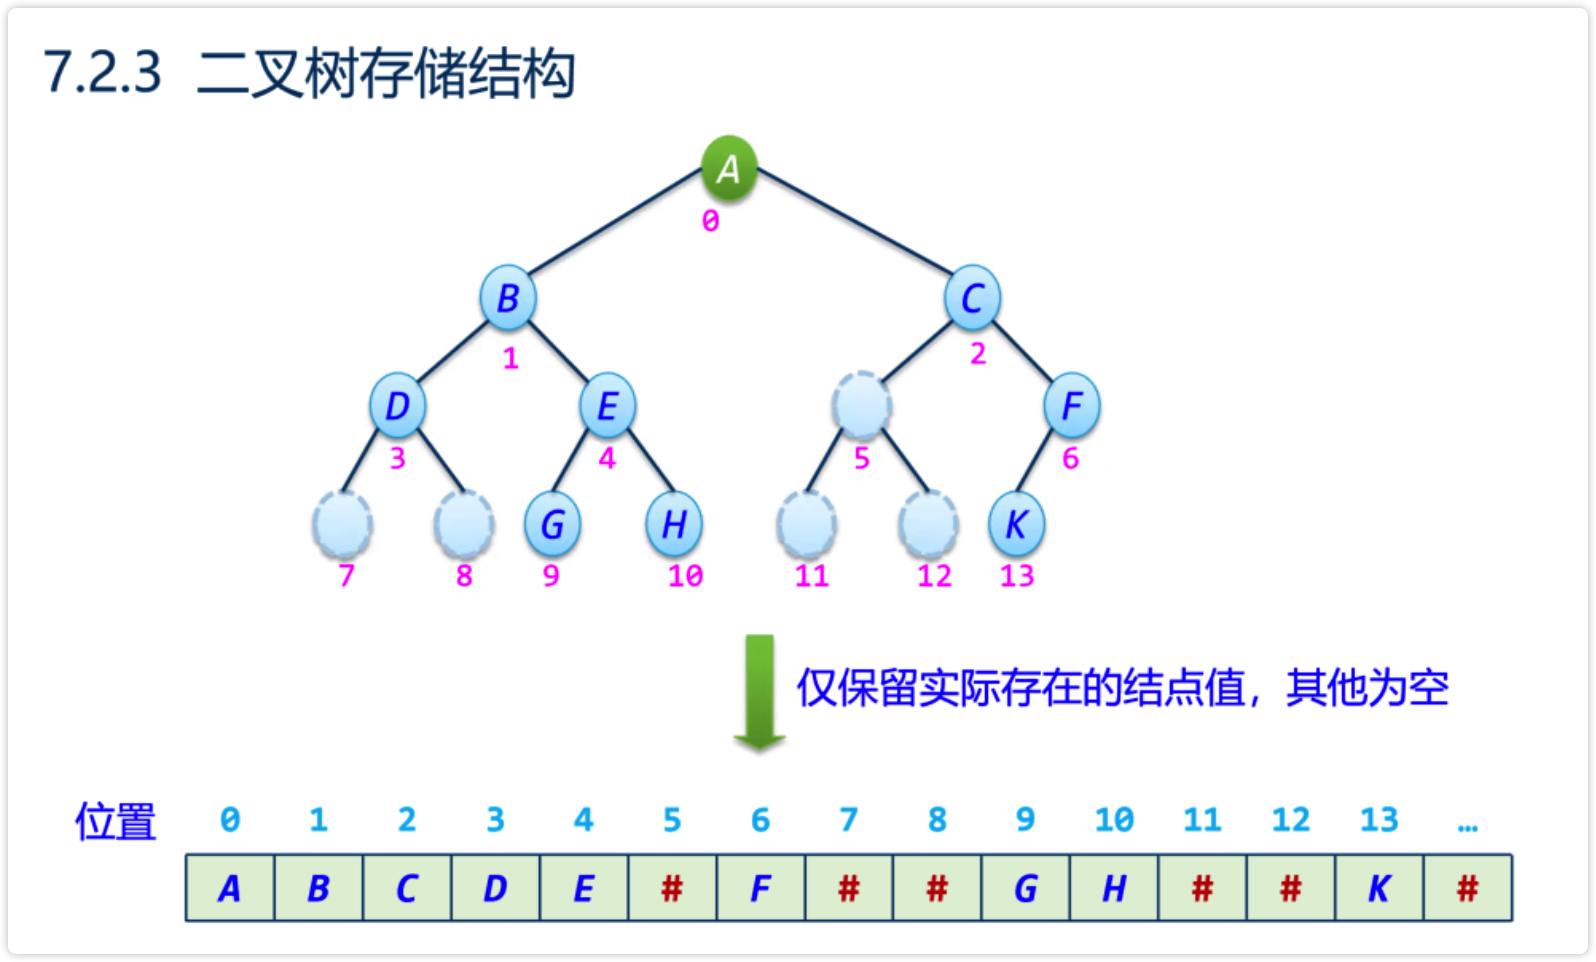 7.2.3 二叉树存储结构
A
0
B C
1 2
D E F
3 4 5 6
G H K
7 8 9 10 11 12 13
仅保留实际存在的结点值，其他为空
位置 0 1 2 3 4 5 6 7 8 9 10 11 12 13 …
A B C D E # F # # G H # # K #